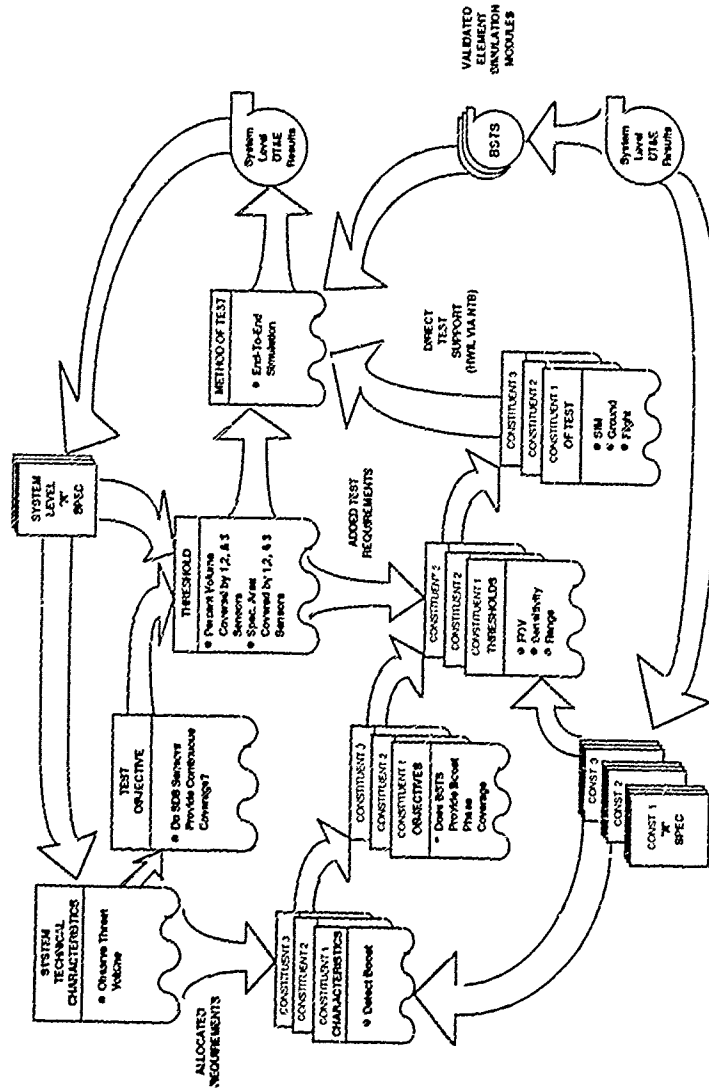 SYSTEM
LEVEL
"A"
SPEC
SYSTEM
TECHNICAL
CHARACTERISTICS
● Observe Threat
Volume
TEST
OBJECTIVE
● Do SDS Sensors
Provide Continuous
Coverage?
THRESHOLD
● Percent Volume
Covered by 1,2, & 3
Sensors
● Spec. Area
Covered by 1,2, & 3
Sensors
METHOD OF TEST
● End-To-End
Simulation
System
Level
DT&E
Results
ALLOCATED
REQUIREMENTS
ADDED TEST
REQUIREMENTS
DIRECT
TEST
SUPPORT
(HWIL VIA NTB)
VALIDATED
ELEMENT
SIMULATION
MODULES
CONSTITUENT 3
CONSTITUENT 2
CONSTITUENT 1
CHARACTERISTICS
● Detect Boost
CONSTITUENT 3
CONSTITUENT 2
CONSTITUENT 1
OBJECTIVES
Does BSTS
Provide Boost
Phase
Coverage
CONSTITUENT 3
CONSTITUENT 2
CONSTITUENT 1
THRESHOLDS
● FOV
● Sensitivity
● Range
CONSTITUENT 3
CONSTITUENT 2
CONSTITUENT 1
OF TEST
● SIM
● Ground
● Flight
BSTS
System
Level
DT&E
Results
CONST 3
CONST 2
CONST 1
"A"
SPEC